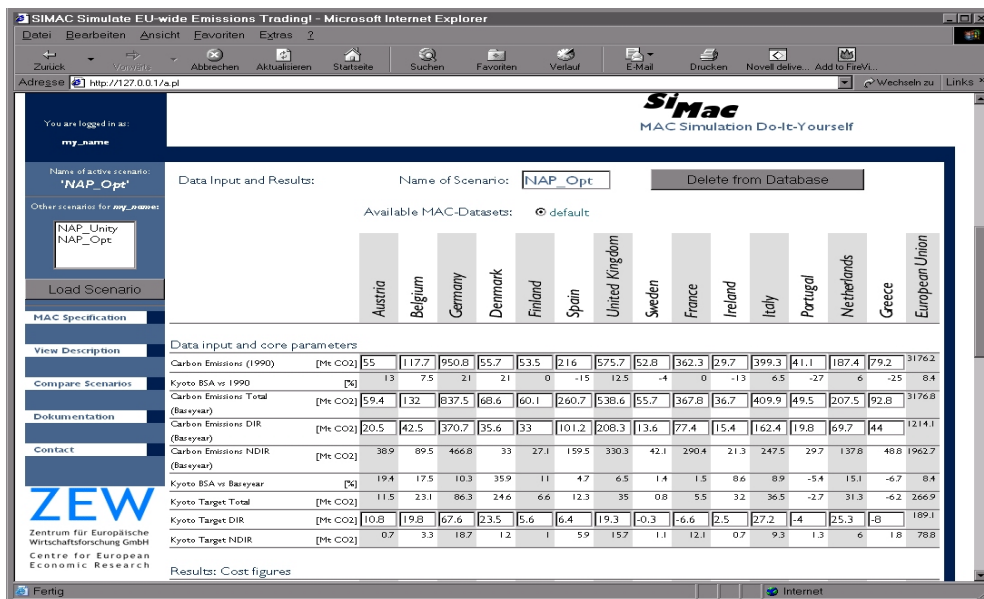 SIMAC Simulate EU-wide Emissions Trading! - Microsoft Internet Explorer
Datei Bearbeiten Ansicht Favoriten Extras ?
Zurück Vorwärts Abbrechen Aktualisieren Startseite Suchen Favoriten Verlauf E-Mail Drucken Novell delive... Add to FireVi...
Adresse http://127.0.0.1/a.pl Wechseln zu Links
SiMac
MAC Simulation Do-It-Yourself
You are logged in as:
my_name
Name of active scenario:
'NAP_Opt'
Other scenarios for my_name:
NAP_Unity
NAP_Opt
Load Scenario
MAC Specification
View Description
Compare Scenarios
Dokumentation
Contact
ZEW
Zentrum für Europäische
Wirtschaftsforschung GmbH
Centre for European
Economic Research
Data Input and Results: Name of Scenario: NAP_Opt Delete from Database
Available MAC-Datasets: default
Austria Belgium Germany Denmark Finland Spain United Kingdom Sweden France Ireland Italy Portugal Netherlands Greece European Union
Data input and core parameters
Carbon Emissions (1990) [Mt CO2] 55 117.7 950.8 55.7 53.5 216 575.7 52.8 362.3 29.7 399.3 41.1 187.4 79.2 3176.2
Kyoto BSA vs 1990 [%] 13 7.5 21 21 0 -15 12.5 -4 0 -13 6.5 -27 6 -25 8.4
Carbon Emissions Total (Baseyear) [Mt CO2] 59.4 132 837.5 68.6 60.1 260.7 538.6 55.7 367.8 36.7 409.9 49.5 207.5 92.8 3176.8
Carbon Emissions DIR (Baseyear) [Mt CO2] 20.5 42.5 370.7 35.6 33 101.2 208.3 13.6 77.4 15.4 162.4 19.8 69.7 44 1214.1
Carbon Emissions NDIR (Baseyear) [Mt CO2] 38.9 89.5 466.8 33 27.1 159.5 330.3 42.1 290.4 21.3 247.5 29.7 137.8 48.8 1962.7
Kyoto BSA vs Baseyear [%] 19.4 17.5 10.3 35.9 11 4.7 6.5 1.4 1.5 8.6 8.9 -5.4 15.1 -6.7 8.4
Kyoto Target Total [Mt CO2] 11.5 23.1 86.3 24.6 6.6 12.3 35 0.8 5.5 3.2 36.5 -2.7 31.3 -6.2 266.9
Kyoto Target DIR [Mt CO2] 10.8 19.8 67.6 23.5 5.6 6.4 19.3 -0.3 -6.6 2.5 27.2 -4 25.3 -8 189.1
Kyoto Target NDIR [Mt CO2] 0.7 3.3 18.7 1.2 1 5.9 15.7 1.1 12.1 0.7 9.3 1.3 6 1.8 78.8
Results: Cost figures
Fertig Internet